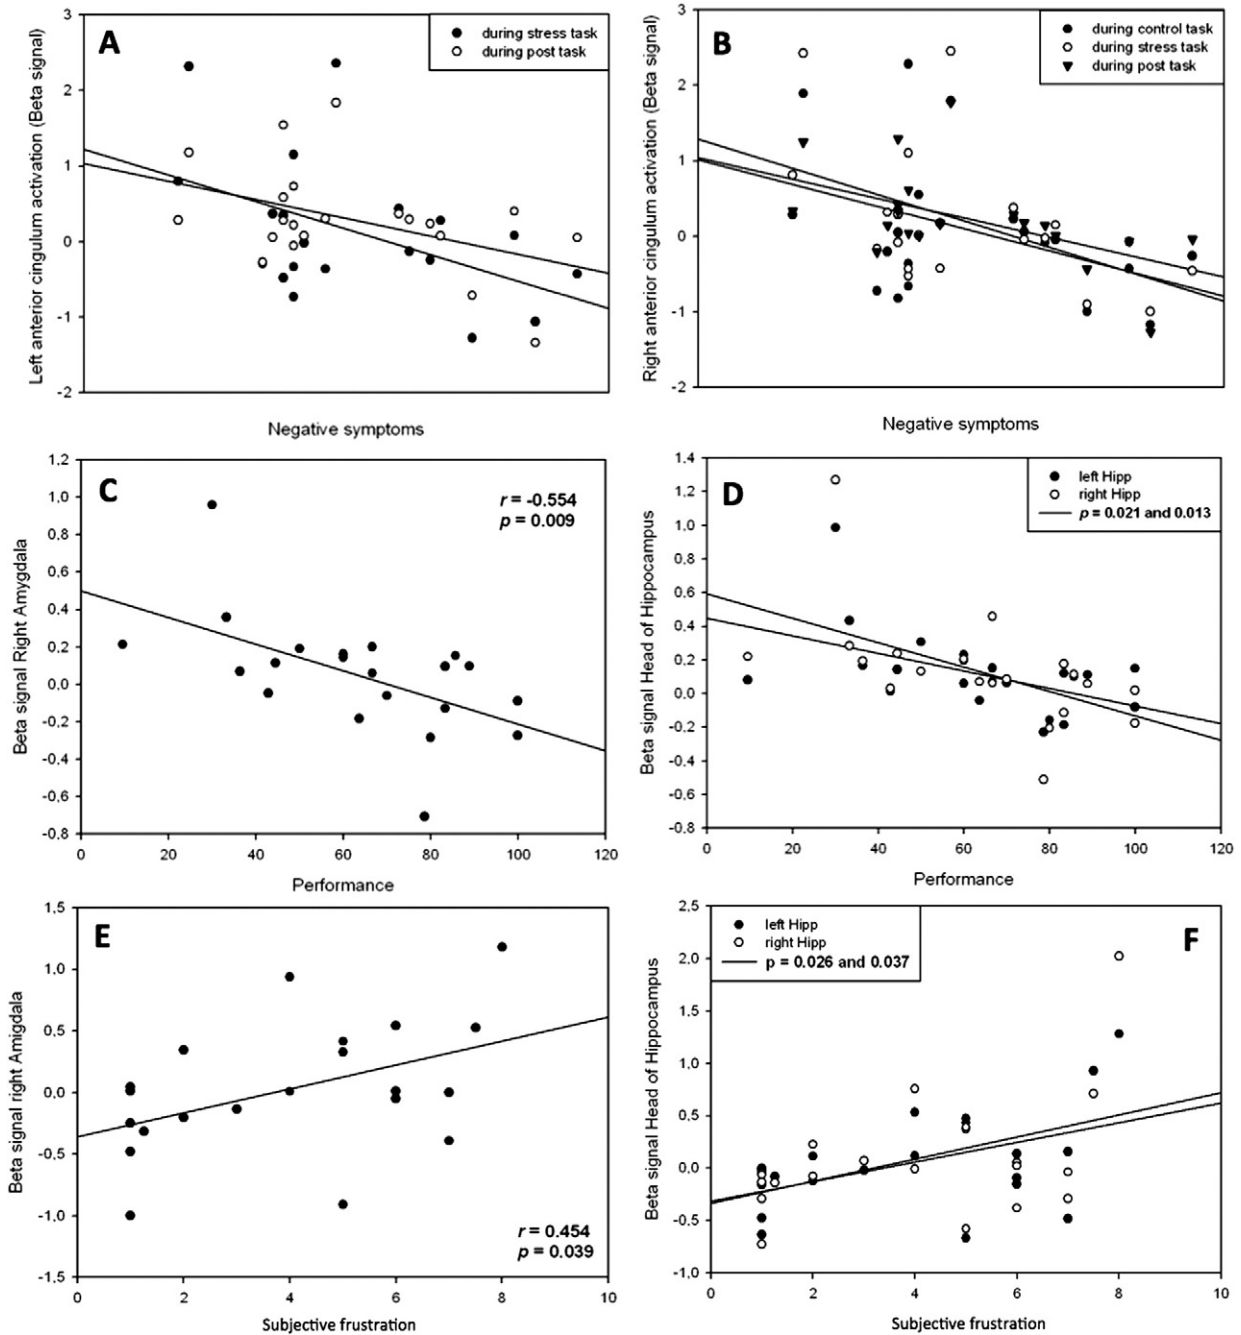 A
during stress task
during post task
Left anterior cingulum activation (Beta signal)
3
2
1
0
-1
-2
Negative symptoms
B
during control task
during stress task
during post task
Right anterior cingulum activation (Beta signal)
3
2
1
0
-1
-2
Negative symptoms
C
r = -0.554
p = 0.009
Beta signal Right Amygdala
1.2
1.0
0.8
0.6
0.4
0.2
0.0
-0.2
-0.4
-0.6
-0.8
0 20 40 60 80 100 120
Performance
D
left Hipp
right Hipp
p = 0.021 and 0.013
Beta signal Head of Hippocampus
1.4
1.2
1.0
0.8
0.6
0.4
0.2
0.0
-0.2
-0.4
-0.6
-0.8
0 20 40 60 80 100 120
Performance
E
Beta signal right Amigdala
1.5
1.0
0.5
0.0
-0.5
-1.0
-1.5
r = 0.454
p = 0.039
0 2 4 6 8 10
Subjective frustration
left Hipp
right Hipp
p = 0.026 and 0.037
F
Beta signal Head of Hippocampus
2.5
2.0
1.5
1.0
0.5
0.0
-0.5
-1.0
0 2 4 6 8 10
Subjective frustration